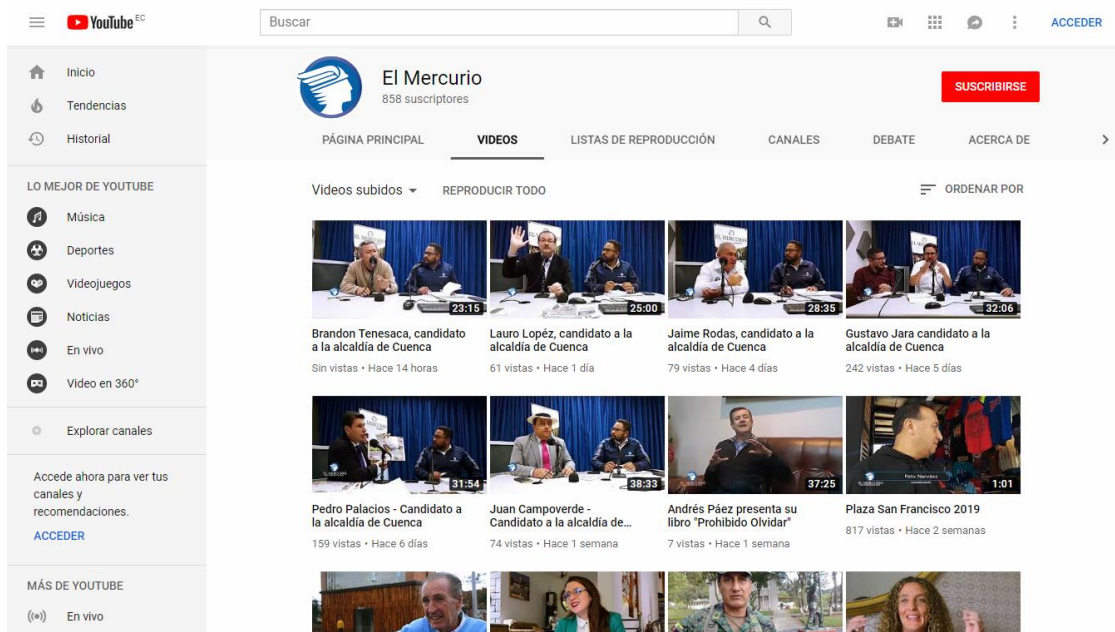 YouTube EC
Buscar
ACCEDER
Inicio
Tendencias
Historial
LO MEJOR DE YOUTUBE
Música
Deportes
Videojuegos
Noticias
En vivo
Video en 360°
Explorar canales
Accede ahora para ver tus
canales y
recomendaciones.
ACCEDER
MÁS DE YOUTUBE
En vivo
El Mercurio
858 suscriptores
SUSCRIBIRSE
PÁGINA PRINCIPAL VIDEOS LISTAS DE REPRODUCCIÓN CANALES DEBATE ACERCA DE
Videos subidos REPRODUCIR TODO ORDENAR POR
23:15
Brandon Tenesaca, candidato
a la alcaldía de Cuenca
Sin vistas • Hace 14 horas
25:00
Lauro Lopéz, candidato a la
alcaldía de Cuenca
61 vistas • Hace 1 día
28:35
Jaime Rodas, candidato a la
alcaldía de Cuenca
79 vistas • Hace 4 días
32:06
Gustavo Jara candidato a la
alcaldía de Cuenca
242 vistas • Hace 5 días
31:54
Pedro Palacios - Candidato a
la alcaldía de Cuenca
159 vistas • Hace 6 días
38:33
Juan Campoverde -
Candidato a la alcaldía de...
74 vistas • Hace 1 semana
37:25
Andrés Páez presenta su
libro "Prohibido Olvidar"
7 vistas • Hace 1 semana
1:01
Plaza San Francisco 2019
817 vistas • Hace 2 semanas